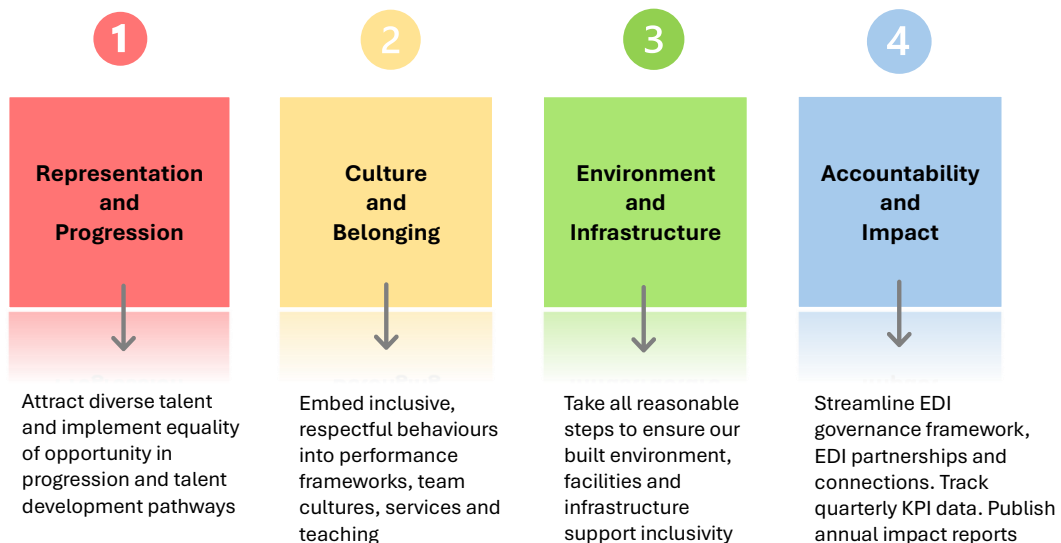 1
Representation
and
Progression
Attract diverse talent
and implement equality
of opportunity in
progression and talent
development pathways
2
Culture
and
Belonging
Embed inclusive,
respectful behaviours
into performance
frameworks, team
cultures, services and
teaching
3
Environment
and
Infrastructure
Take all reasonable
steps to ensure our
built environment,
facilities and
infrastructure
support inclusivity
4
Accountability
and
Impact
Streamline EDI
governance framework,
EDI partnerships and
connections. Track
quarterly KPI data. Publish
annual impact reports